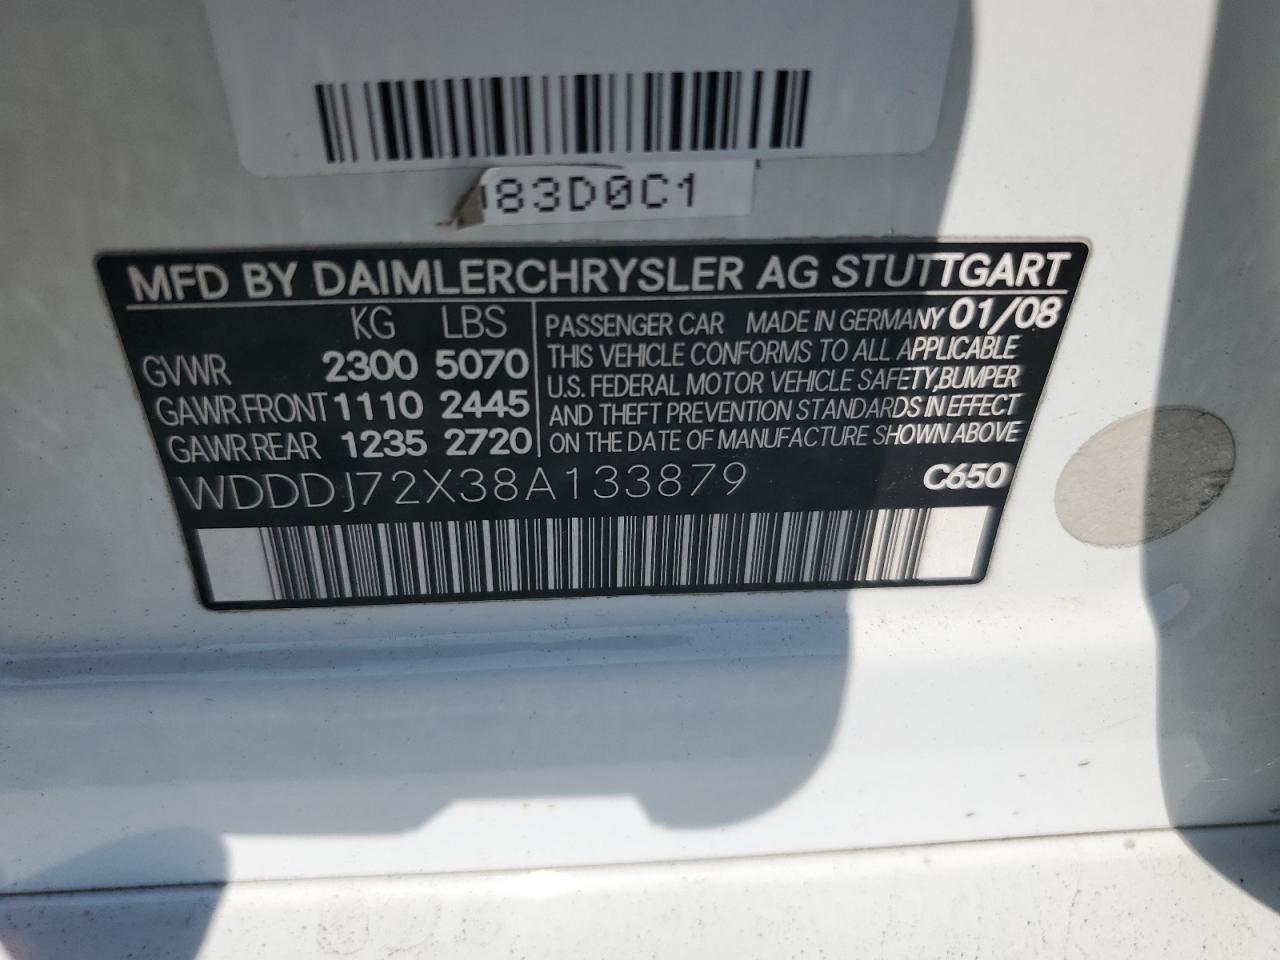 83D0C1
MFD BY DAIMLERCHRYSLER AG STUTTGART
KG LBS
GVWR 2300 5070
GAWR FRONT 1110 2445
GAWR REAR 1235 2720
PASSENGER CAR MADE IN GERMANY 01/08
THIS VEHICLE CONFORMS TO ALL APPLICABLE
U.S. FEDERAL MOTOR VEHICLE SAFETY,BUMPER
AND THEFT PREVENTION STANDARDS IN EFFECT
ON THE DATE OF MANUFACTURE SHOWN ABOVE
WDDDJ72X38A133879 C650